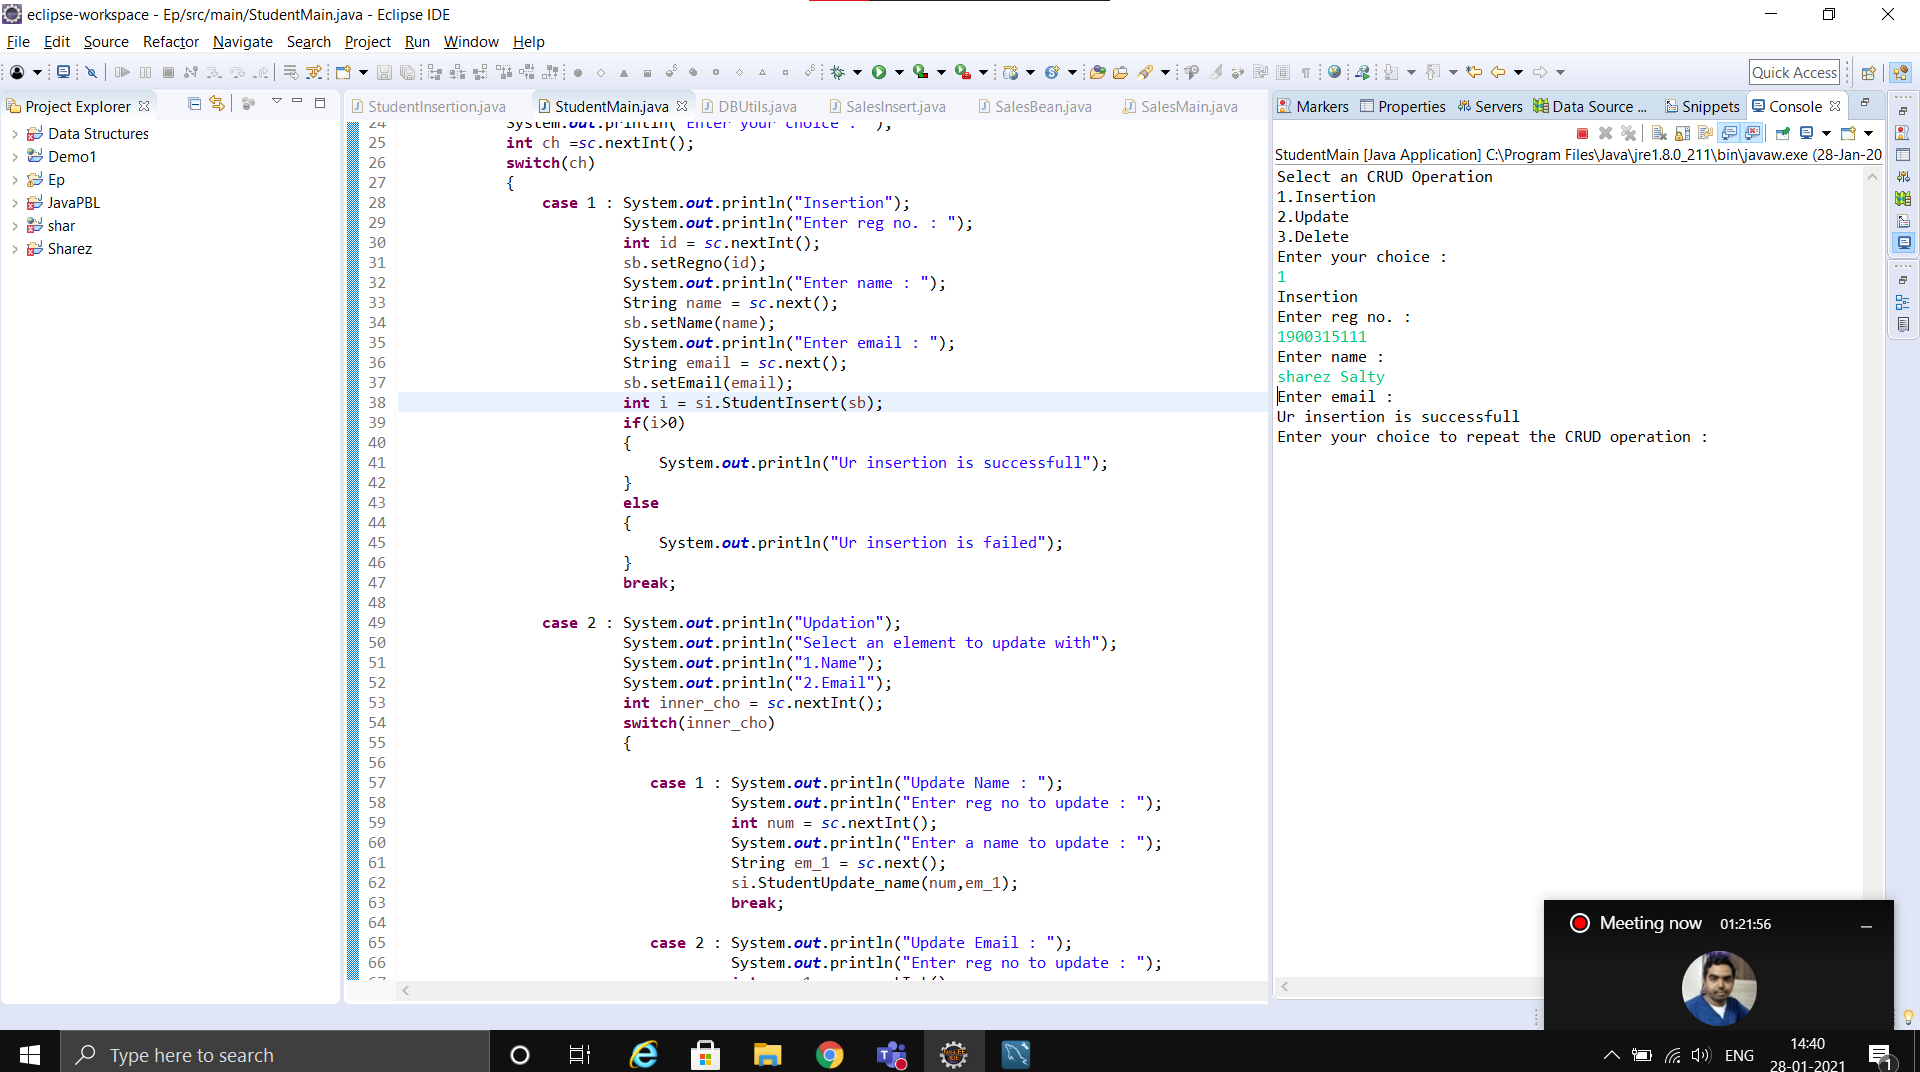 eclipse-workspace - Ep/src/main/StudentMain.java - Eclipse IDE
File Edit Source Refactor Navigate Search Project Run Window Help
Quick Access
Project Explorer
Data Structures
Demo1
Ep
JavaPBL
shar
Sharez
StudentInsertion.java StudentMain.java DBUtils.java SalesInsert.java SalesBean.java SalesMain.java
24 System.out.println("Enter your choice : ");
25 int ch =sc.nextInt();
26 switch(ch)
27 {
28 case 1 : System.out.println("Insertion");
29 System.out.println("Enter reg no. : ");
30 int id = sc.nextInt();
31 sb.setRegno(id);
32 System.out.println("Enter name : ");
33 String name = sc.next();
34 sb.setName(name);
35 System.out.println("Enter email : ");
36 String email = sc.next();
37 sb.setEmail(email);
38 int i = si.StudentInsert(sb);
39 if(i>0)
40 {
41 System.out.println("Ur insertion is successfull");
42 }
43 else
44 {
45 System.out.println("Ur insertion is failed");
46 }
47 break;
48
49 case 2 : System.out.println("Updation");
50 System.out.println("Select an element to update with");
51 System.out.println("1.Name");
52 System.out.println("2.Email");
53 int inner_cho = sc.nextInt();
54 switch(inner_cho)
55 {
56
57 case 1 : System.out.println("Update Name : ");
58 System.out.println("Enter reg no to update : ");
59 int num = sc.nextInt();
60 System.out.println("Enter a name to update : ");
61 String em_1 = sc.next();
62 si.StudentUpdate_name(num,em_1);
63 break;
64
65 case 2 : System.out.println("Update Email : ");
66 System.out.println("Enter reg no to update : ");
Markers Properties Servers Data Source ... Snippets Console
StudentMain [Java Application] C:\Program Files\Java\jre1.8.0_211\bin\javaw.exe (28-Jan-20
Select an CRUD Operation
1.Insertion
2.Update
3.Delete
Enter your choice :
1
Insertion
Enter reg no. :
1900315111
Enter name :
sharez Salty
Enter email :
Ur insertion is successfull
Enter your choice to repeat the CRUD operation :
Meeting now 01:21:56
Type here to search
ENG
14:40
28-01-2021
1